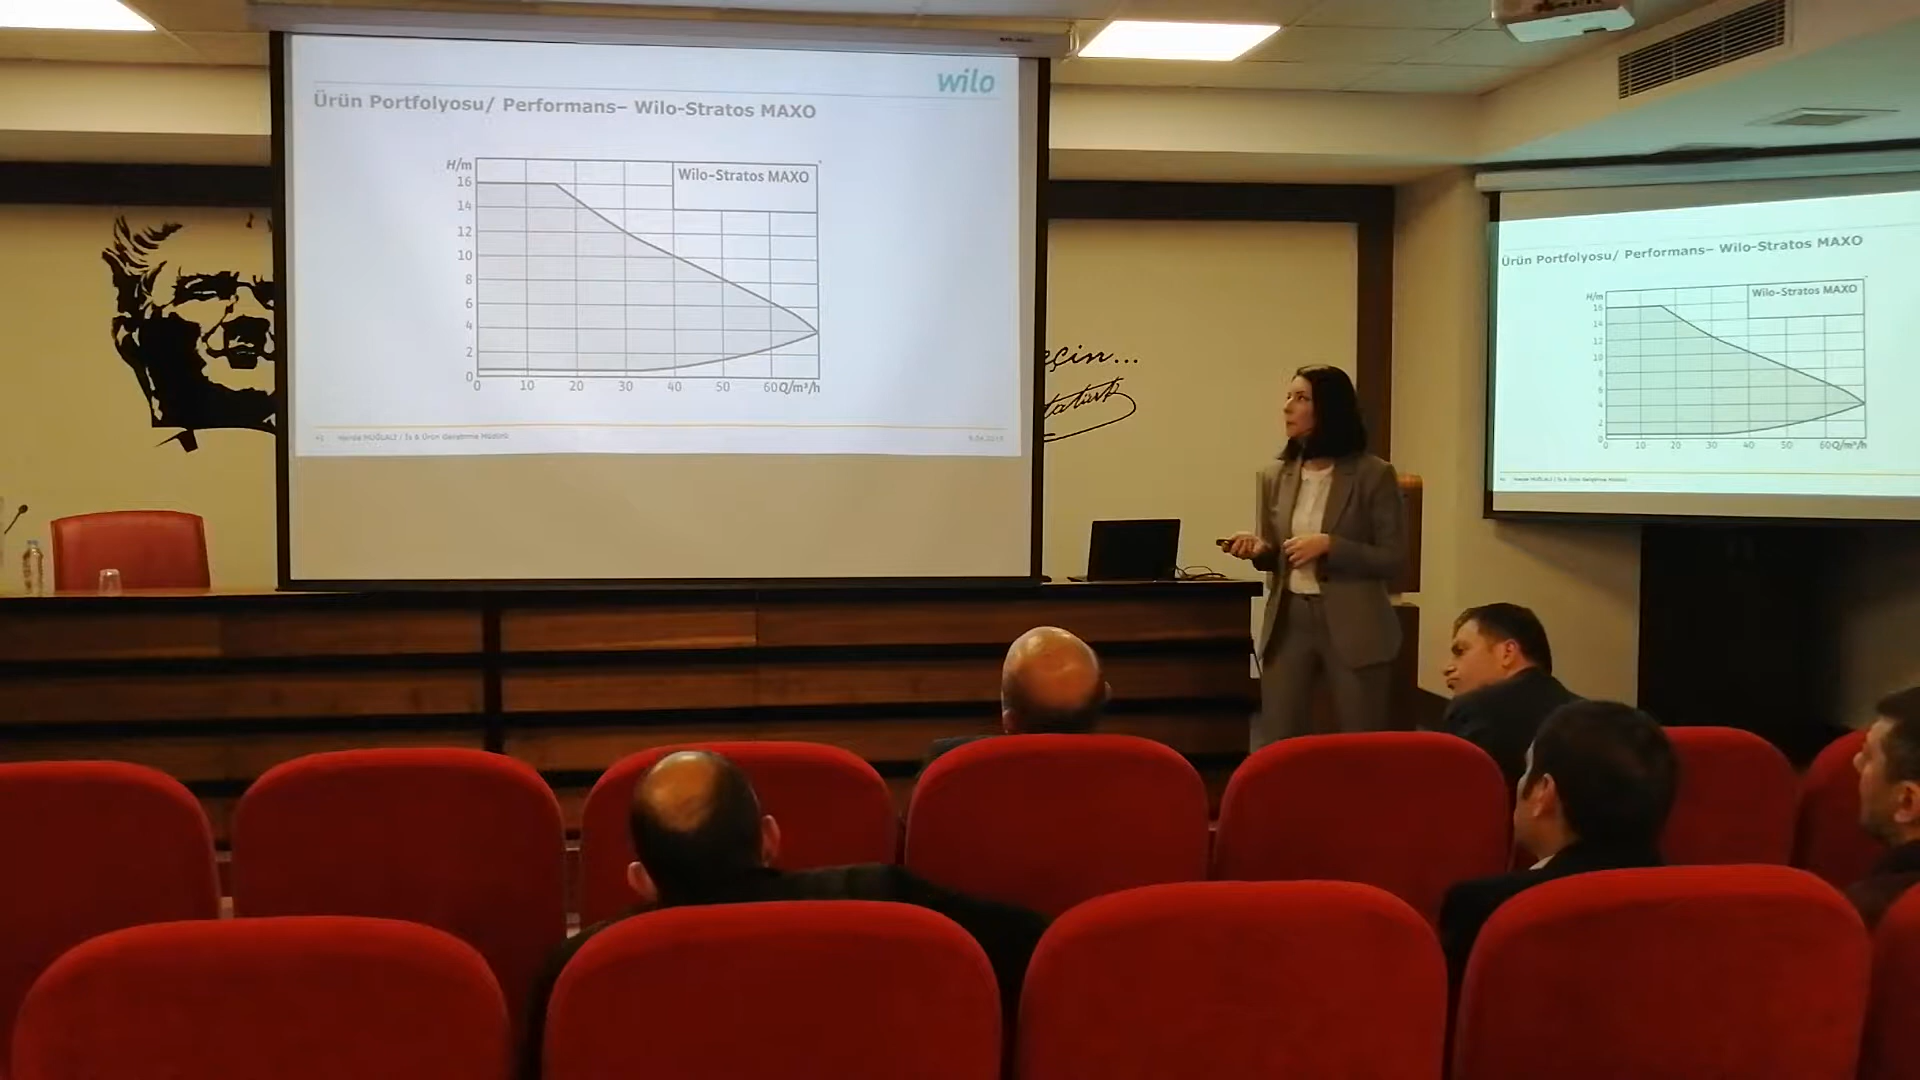 wilo
Ürün Portfolyosu/ Performans– Wilo-Stratos MAXO
H/m
Wilo-Stratos MAXO
16
14
12
10
8
6
4
2
0
0 10 20 30 40 50 60 Q/m³/h
eçin...
Ürün Portfolyosu/ Performans– Wilo-Stratos MAXO
H/m
Wilo-Stratos MAXO
16
14
12
10
8
6
4
2
0
0 10 20 30 40 50 60 Q/m³/h